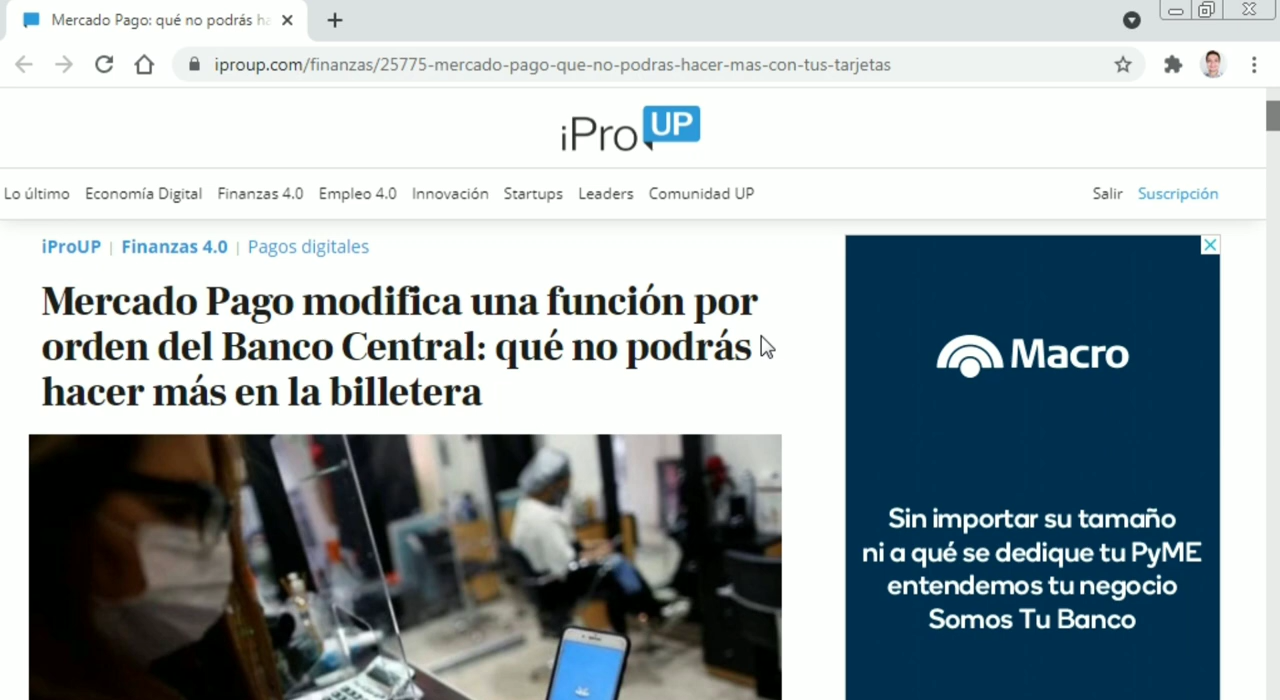 Mercado Pago: qué no podrás ha
iproup.com/finanzas/25775-mercado-pago-que-no-podras-hacer-mas-con-tus-tarjetas
iPro UP
Lo último Economía Digital Finanzas 4.0 Empleo 4.0 Innovación Startups Leaders Comunidad UP Salir Suscripción
iProUP | Finanzas 4.0 | Pagos digitales
Mercado Pago modifica una función por
orden del Banco Central: qué no podrás
hacer más en la billetera
Macro
Sin importar su tamaño
ni a qué se dedique tu PyME
entendemos tu negocio
Somos Tu Banco